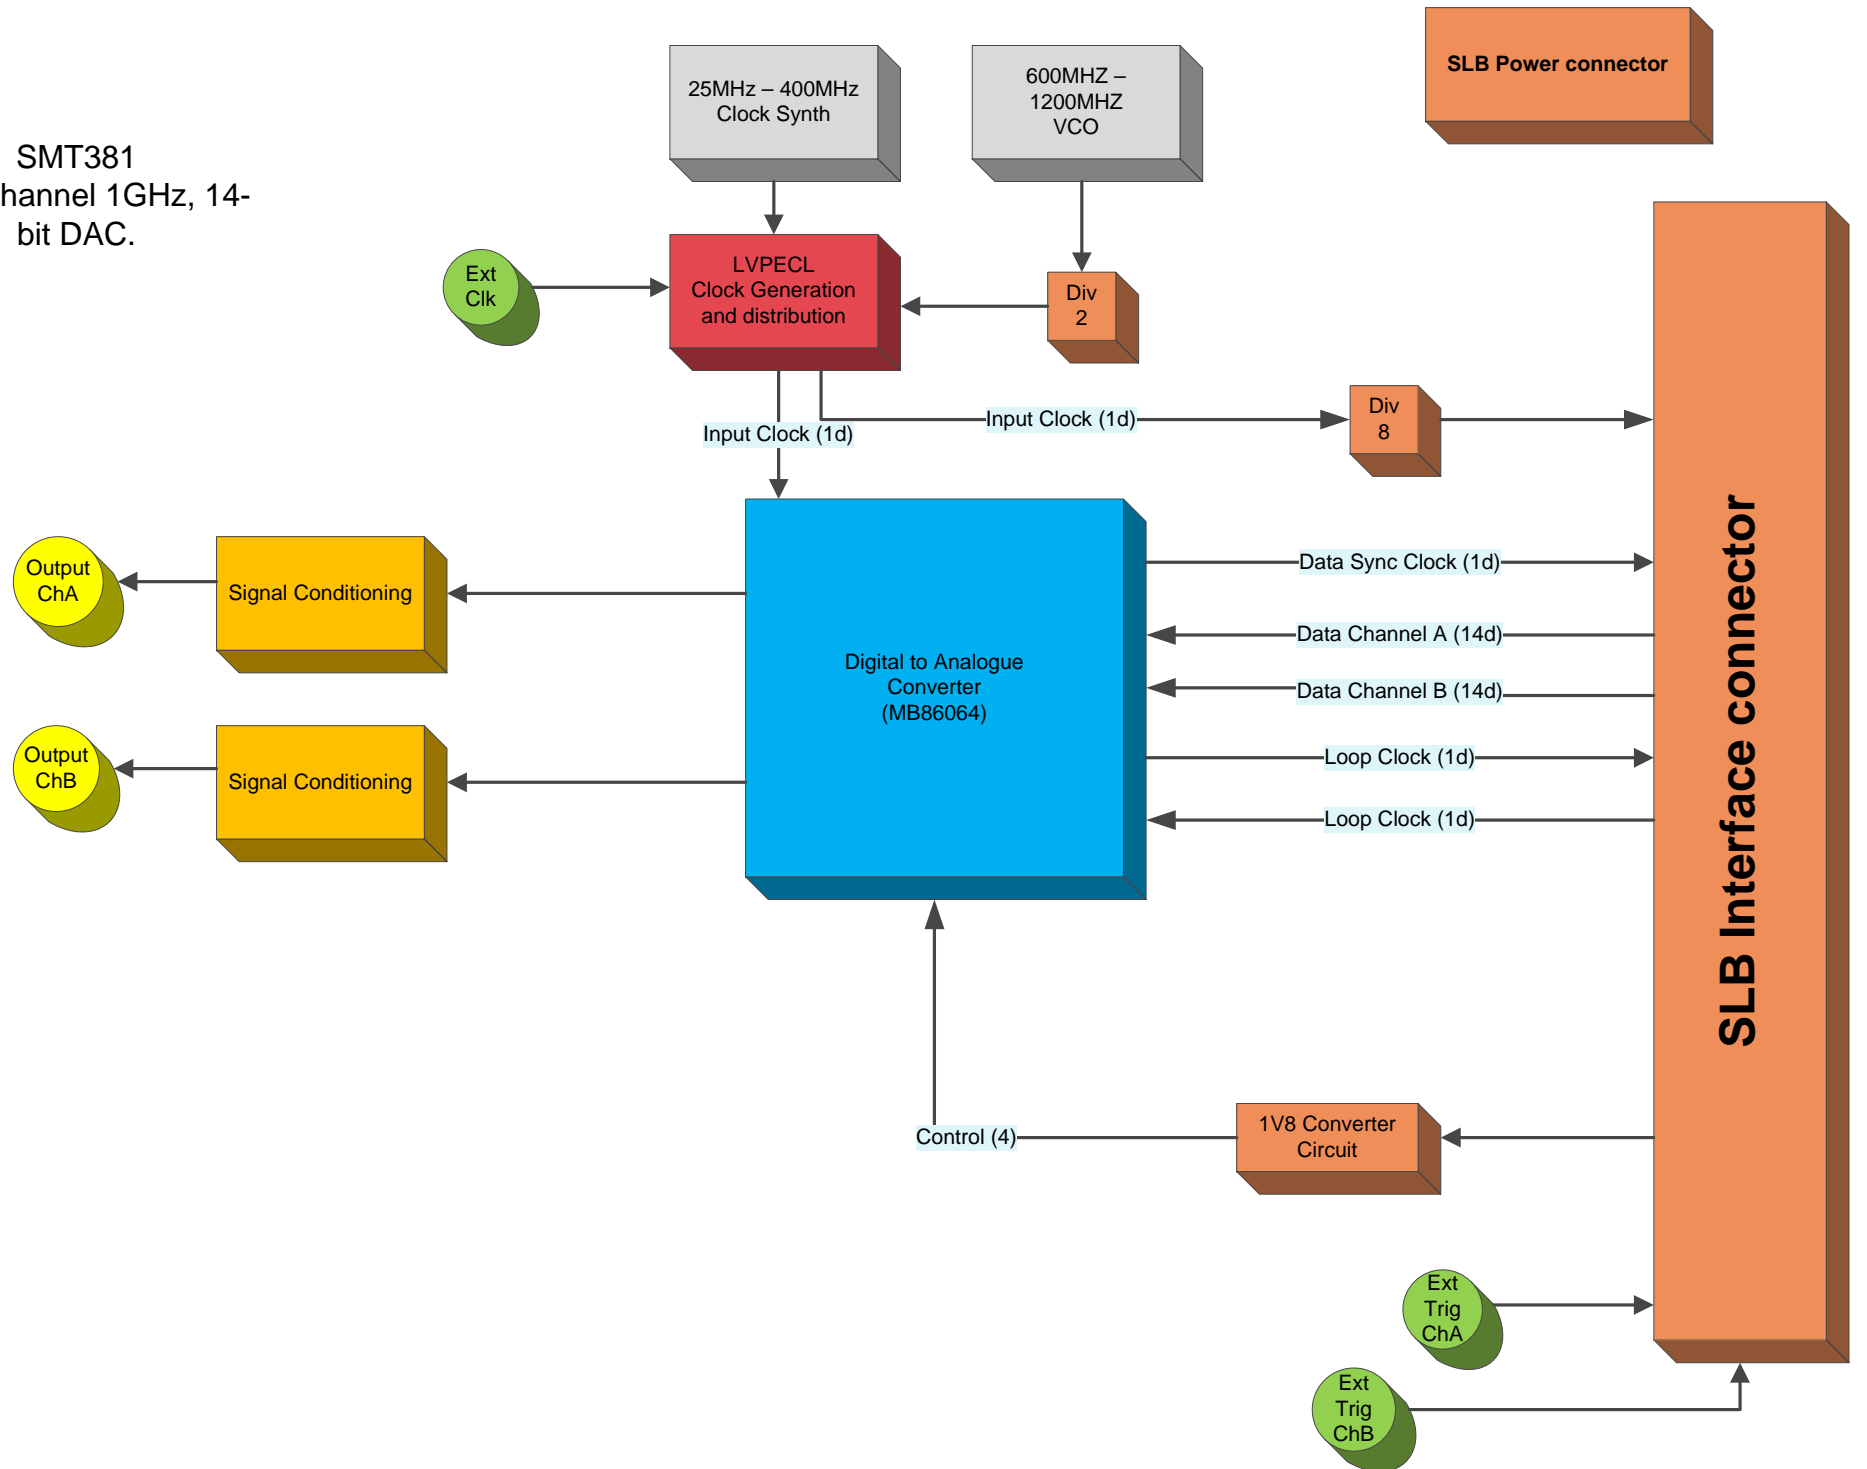 SMT381
hannel 1GHz, 14-
bit DAC.
25MHz – 400MHz
Clock Synth
600MHZ –
1200MHZ
VCO
SLB Power connector
Ext
Clk
LVPECL
Clock Generation
and distribution
Div
2
Input Clock (1d)
Input Clock (1d)
Div
8
Output
ChA
Signal Conditioning
Output
ChB
Signal Conditioning
Digital to Analogue
Converter
(MB86064)
Data Sync Clock (1d)
Data Channel A (14d)
Data Channel B (14d)
Loop Clock (1d)
Loop Clock (1d)
SLB Interface connector
Control (4)
1V8 Converter
Circuit
Ext
Trig
ChA
Ext
Trig
ChB